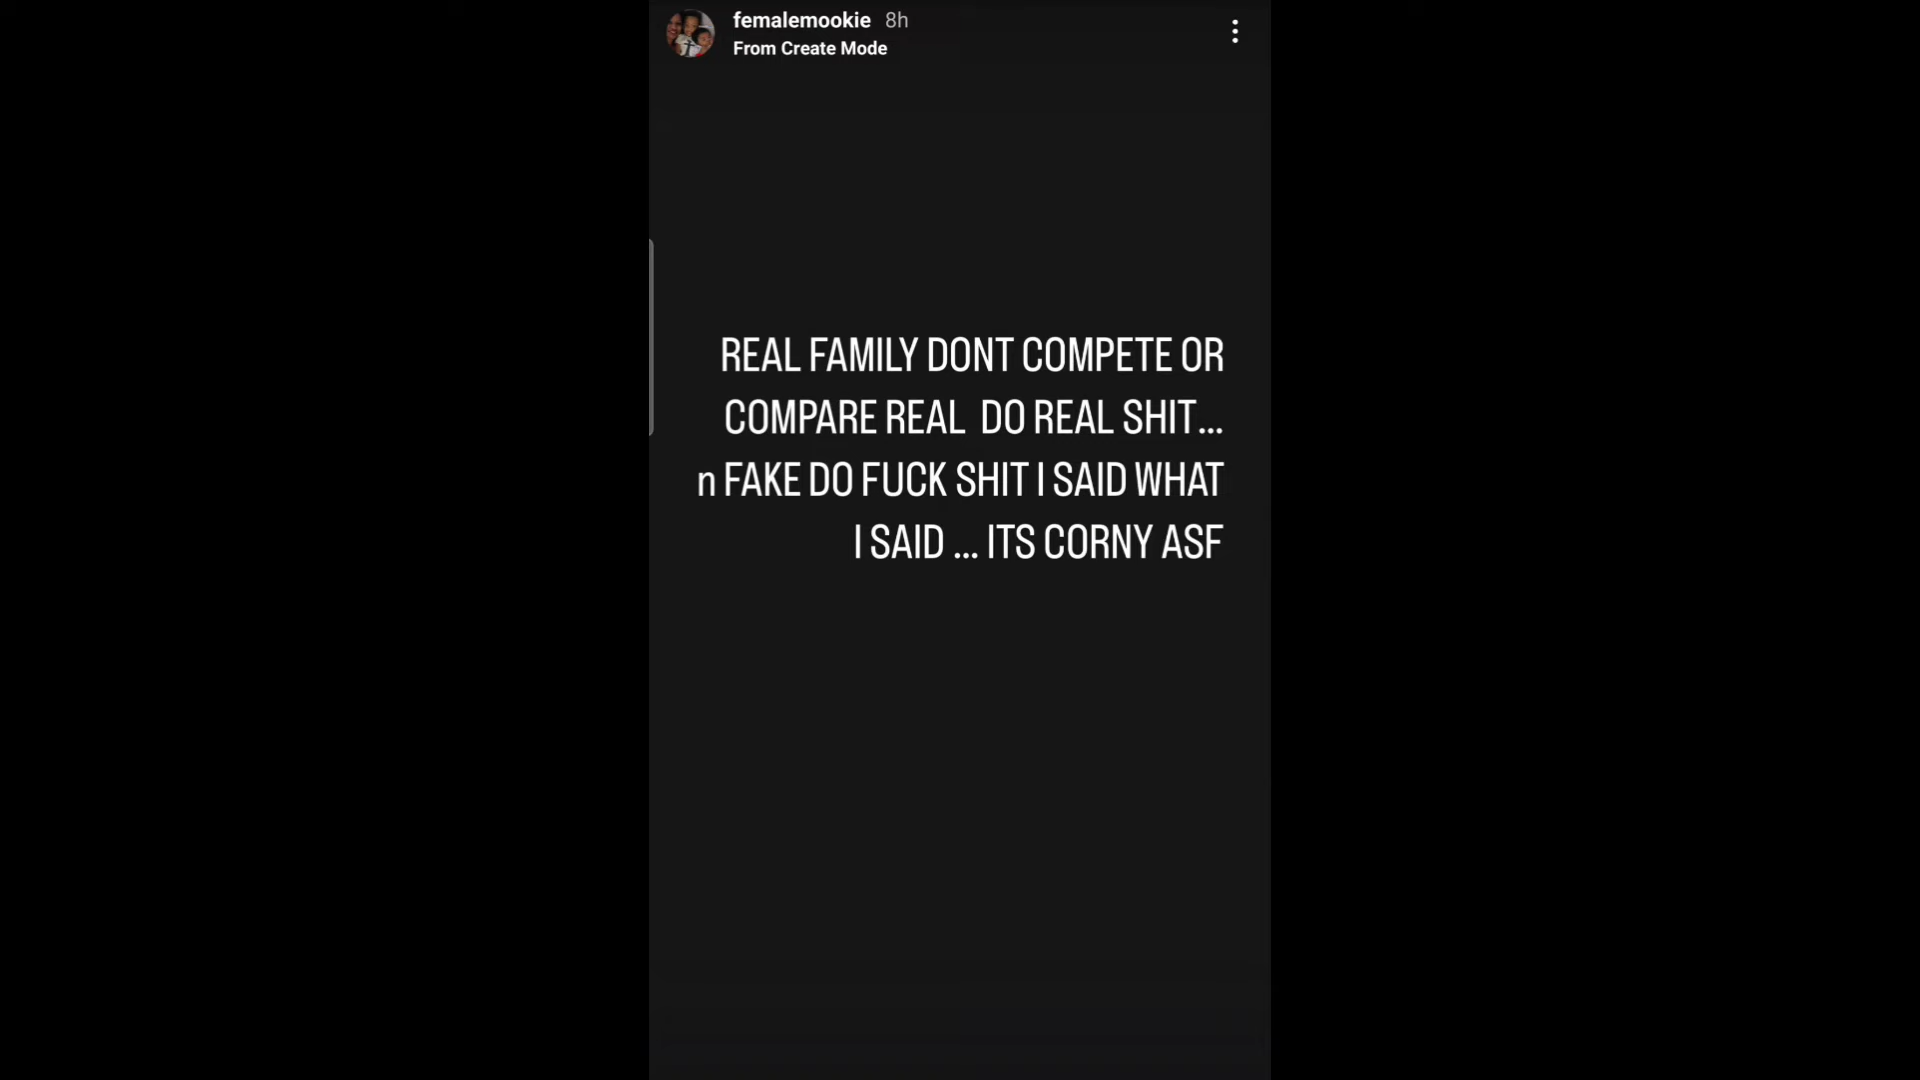 femalemookie 8h
From Create Mode
REAL FAMILY DONT COMPETE OR
COMPARE REAL  DO REAL SHIT...
n FAKE DO FUCK SHIT I SAID WHAT
I SAID ... ITS CORNY ASF